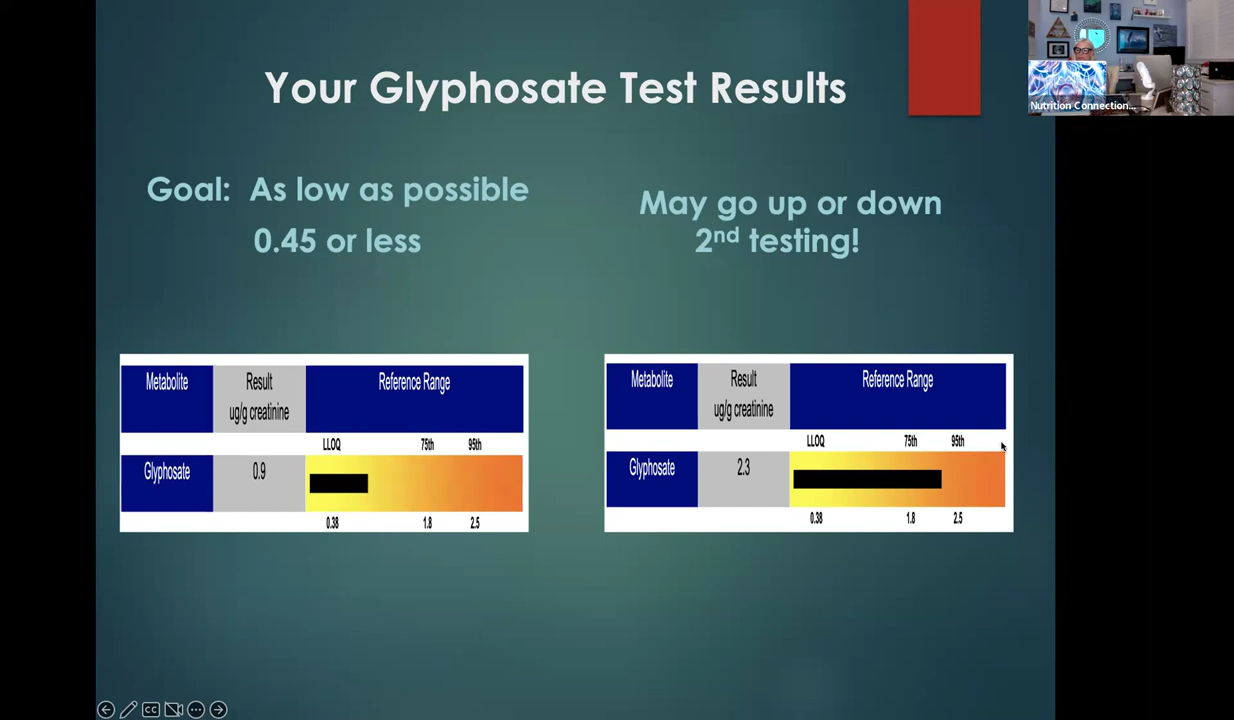 Your Glyphosate Test Results
Nutrition Connection...
Goal: As low as possible
0.45 or less
May go up or down
2nd testing!
Metabolite
Result
ug/g creatinine
Reference Range
LLOQ 75th 95th
Glyphosate 0.9
0.38 1.8 2.5
Metabolite
Result
ug/g creatinine
Reference Range
LLOQ 75th 95th
Glyphosate 2.3
0.38 1.8 2.5
CC